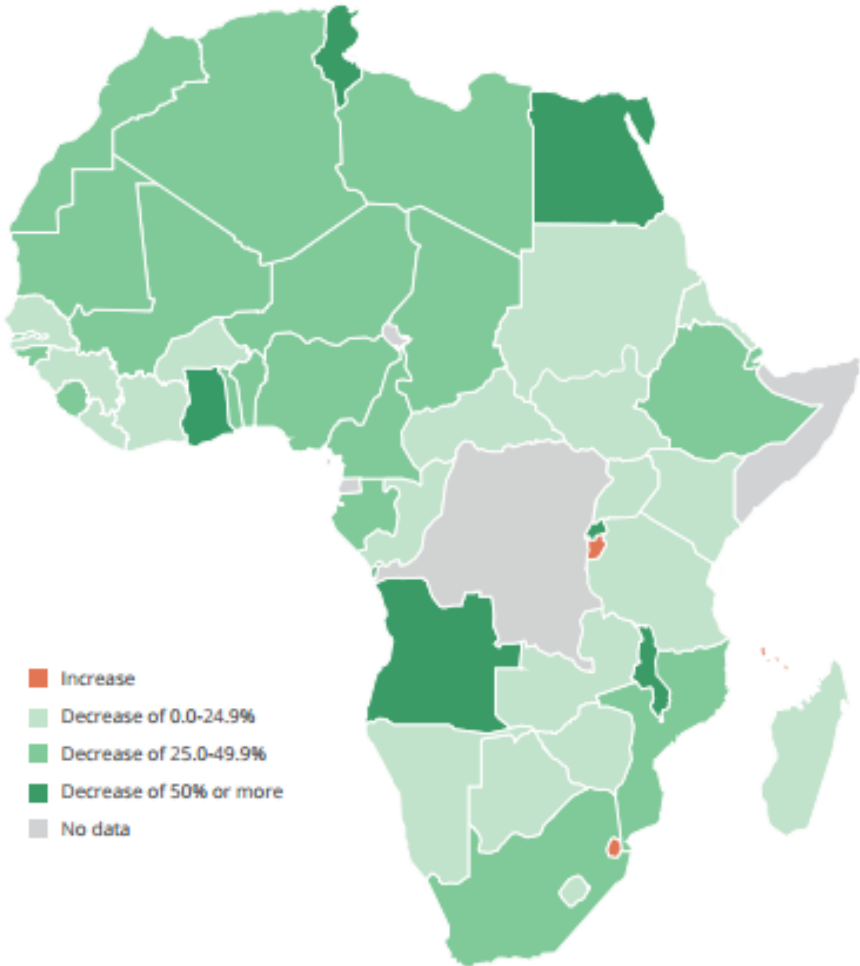 Increase
Decrease of 0.0-24.9%
Decrease of 25.0-49.9%
Decrease of 50% or more
No data